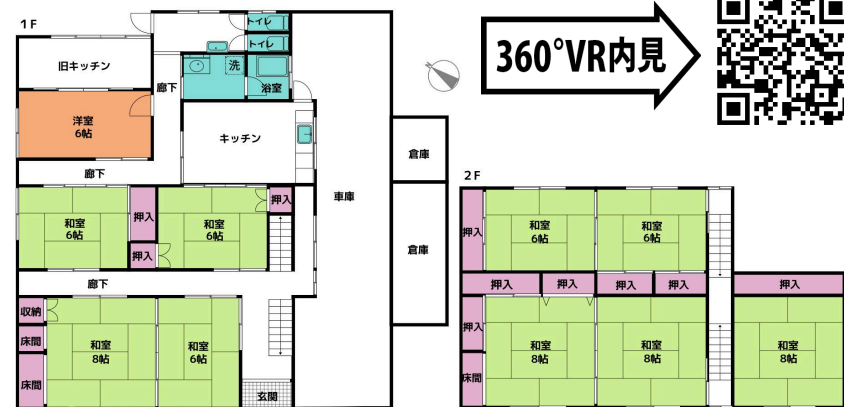 1F
トイレ
トイレ
旧キッチン
洗
浴室
廊下
洋室
6帖
キッチン
廊下
倉庫
和室
6帖
押入
和室
6帖
押入
車庫
押入
倉庫
廊下
収納
床間
床間
和室
8帖
和室
6帖
玄関
360°VR内見
2F
押入
和室
6帖
和室
6帖
押入
押入
押入
押入
押入
押入
床間
和室
8帖
和室
8帖
和室
8帖